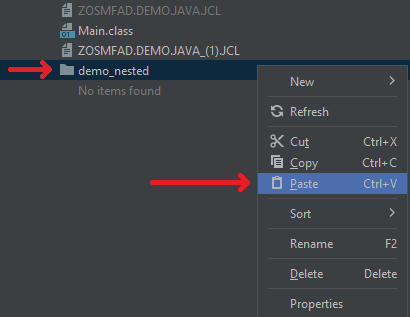 ZOSMFAD.DEMO.JAVA.JCL
Main.class
ZOSMFAD.DEMO.JAVA_(1).JCL
demo_nested
No items found
New
Refresh
Cut Ctrl+X
Copy Ctrl+C
Paste Ctrl+V
Sort
Rename F2
Delete Delete
Properties